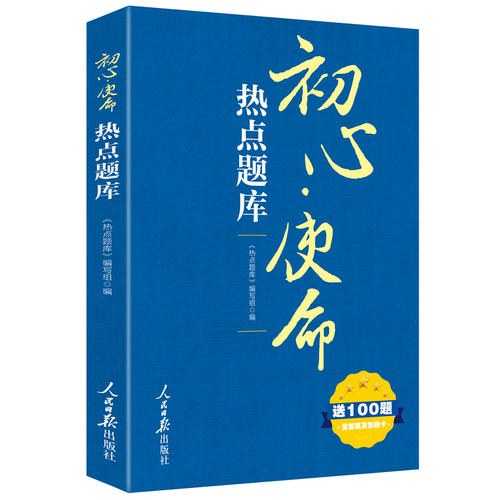 初心·使命
热点题库
《热点题库》编写组 编
人民日报出版社
初心·使命
热点题库
《热点题库》编写组 编
送100题
人民日报出版社